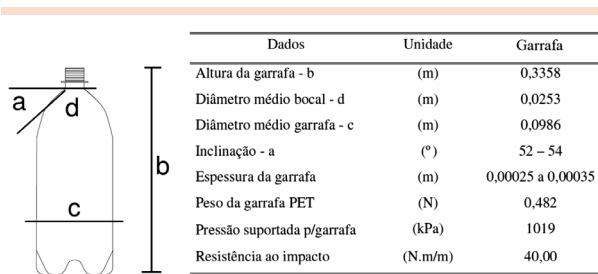 a
d
b
c
Dados Unidade Garrafa
Altura da garrafa - b (m) 0,3358
Diâmetro médio bocal - d (m) 0,0253
Diâmetro médio garrafa - c (m) 0,0986
Inclinação - a (º) 52 – 54
Espessura da garrafa (m) 0,00025 a 0,00035
Peso da garrafa PET (N) 0,482
Pressão suportada p/garrafa (kPa) 1019
Resistência ao impacto (N.m/m) 40,00